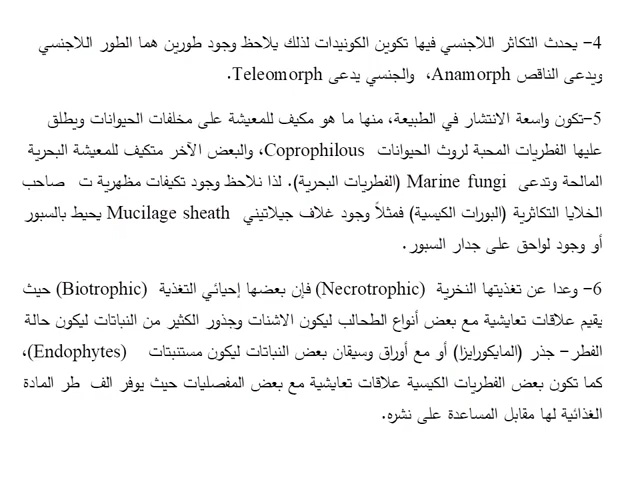 4- يحدث التكاثر اللاجنسي فيها تكوين الكونيدات لذلك يلاحظ وجود طورين هما الطور اللاجنسي
ويدعى الناقص Anamorph، والجنسي يدعى Teleomorph.
5-تكون واسعة الانتشار في الطبيعة، منها ما هو مكيف للمعيشة على مخلفات الحيوانات ويطلق
عليها الفطريات المحبة لروث الحيوانات Coprophilous، والبعض الآخر متكيف للمعيشة البحرية
المالحة وتدعى Marine fungi (الفطريات البحرية). لذا نلاحظ وجود تكيفات مظهرية ت صاحب
الخلايا التكاثرية (البورات الكيسية) فمثلاً وجود غلاف جيلاتيني Mucilage sheath يحيط بالسبور
أو وجود لواحق على جدار السبور.
6- وعدا عن تغذيتها النخرية (Necrotrophic) فإن بعضها إحيائي التغذية (Biotrophic) حيث
يقيم علاقات تعايشية مع بعض أنواع الطحالب ليكون الاشنات وجذور الكثير من النباتات ليكون حالة
الفطر- جذر (المايكورايزا) أو مع أوراق وسيقان بعض النباتات ليكون مستنبتات (Endophytes)،
كما تكون بعض الفطريات الكيسية علاقات تعايشية مع بعض المفصليات حيث يوفر الف طر المادة
الغذائية لها مقابل المساعدة على نشره.